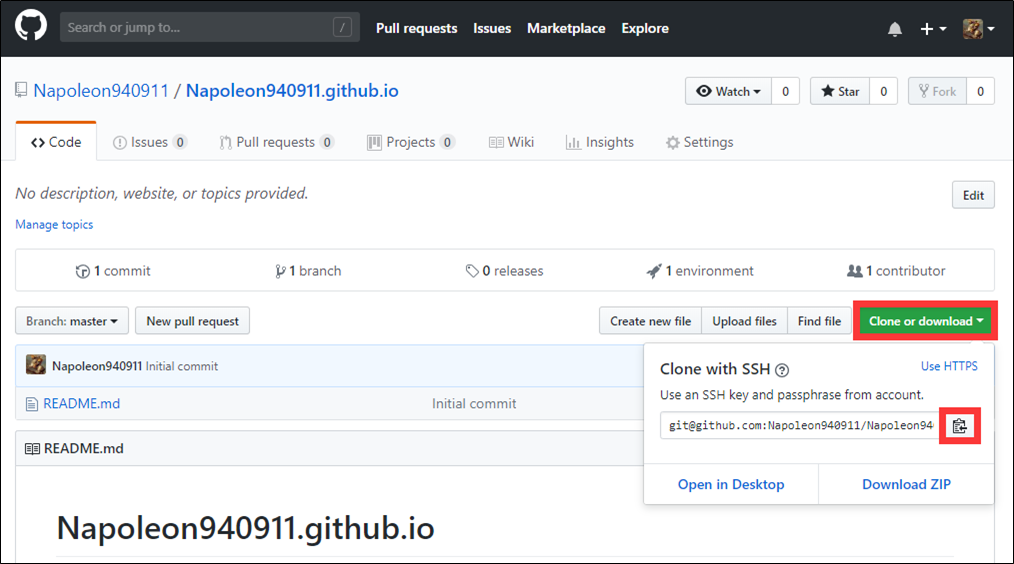 Search or jump to... /
Pull requests Issues Marketplace Explore
Napoleon940911 / Napoleon940911.github.io
Watch 0 Star 0 Fork 0
Code Issues 0 Pull requests 0 Projects 0 Wiki Insights Settings
No description, website, or topics provided.
Edit
Manage topics
1 commit 1 branch 0 releases 1 environment 1 contributor
Branch: master New pull request Create new file Upload files Find file Clone or download
Napoleon940911 Initial commit
README.md Initial commit
Clone with SSH ? Use HTTPS
Use an SSH key and passphrase from account.
git@github.com:Napoleon940911/Napoleon94
Open in Desktop Download ZIP
README.md
Napoleon940911.github.io